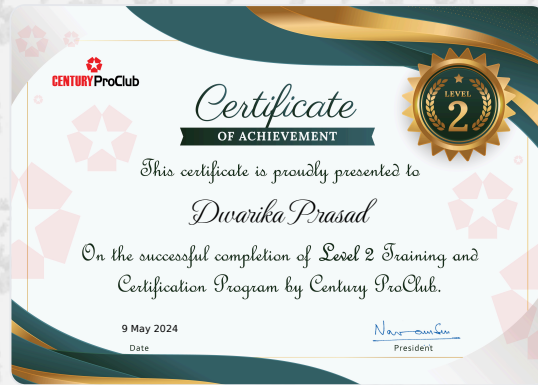 CENTURY ProClub
Certificate
OF ACHIEVEMENT
LEVEL
2
This certificate is proudly presented to
Dwarika Prasad
On the successful completion of Level 2 Training and
Certification Program by Century ProClub.
9 May 2024
Date
President